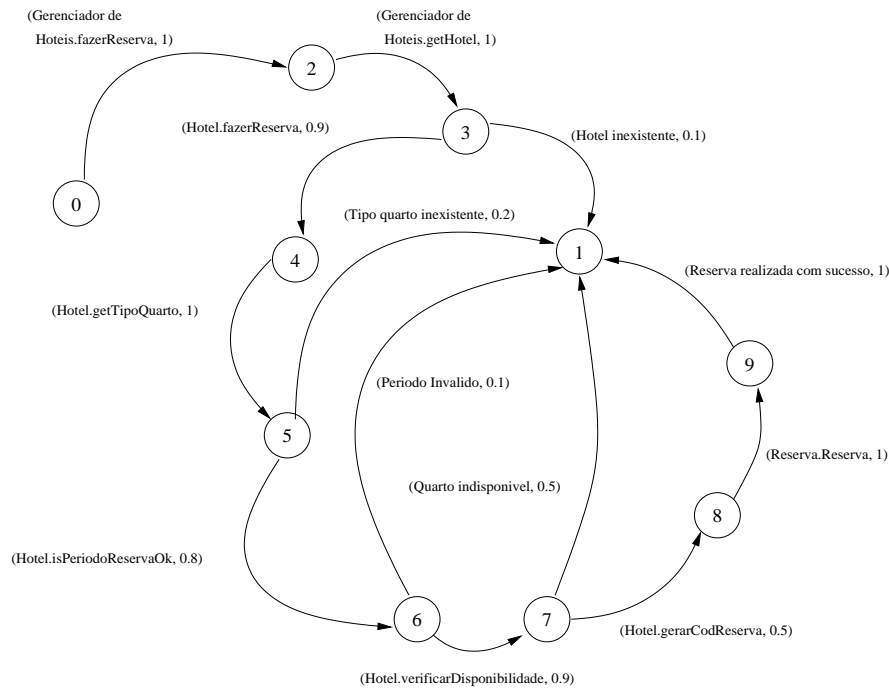 (Gerenciador de
Hoteis.fazerReserva, 1)
(Gerenciador de
Hoteis.getHotel, 1)
2
(Hotel.fazerReserva, 0.9)
3
(Hotel inexistente, 0.1)
0
(Tipo quarto inexistente, 0.2)
4
1
(Reserva realizada com sucesso, 1)
(Hotel.getTipoQuarto, 1)
9
(Periodo Invalido, 0.1)
5
(Reserva.Reserva, 1)
(Quarto indisponivel, 0.5)
8
(Hotel.isPeriodoReservaOk, 0.8)
6
7
(Hotel.gerarCodReserva, 0.5)
(Hotel.verificarDisponibilidade, 0.9)